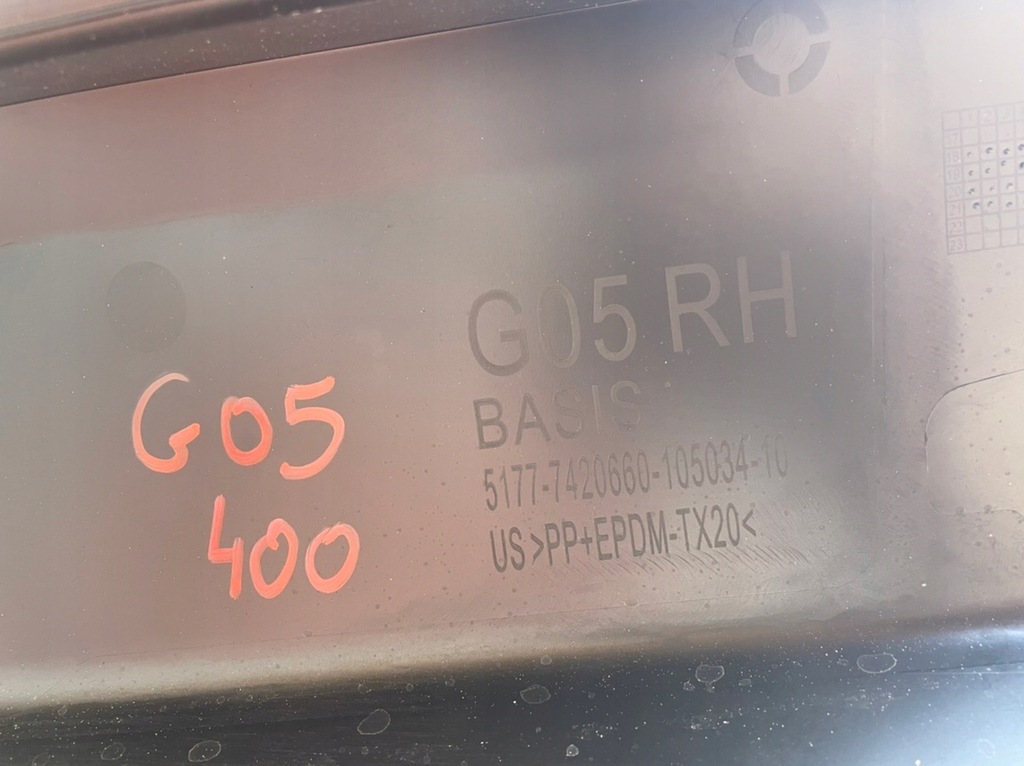 G05 RH
BASIS
5177-7420660-105034-10
US >PP+EPDM-TX20<
G05
400